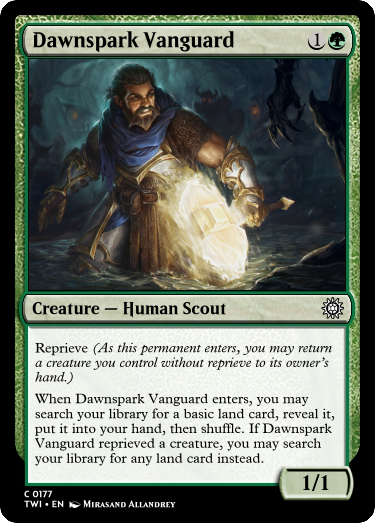 Dawnspark Vanguard 1
Creature — Human Scout
Reprieve (As this permanent enters, you may return
a creature you control without reprieve to its owner's
hand.)
When Dawnspark Vanguard enters, you may
search your library for a basic land card, reveal it,
put it into your hand, then shuffle. If Dawnspark
Vanguard reprieved a creature, you may search
your library for any land card instead.
1/1
C 0177
TWI • EN Mirasand Allandrey